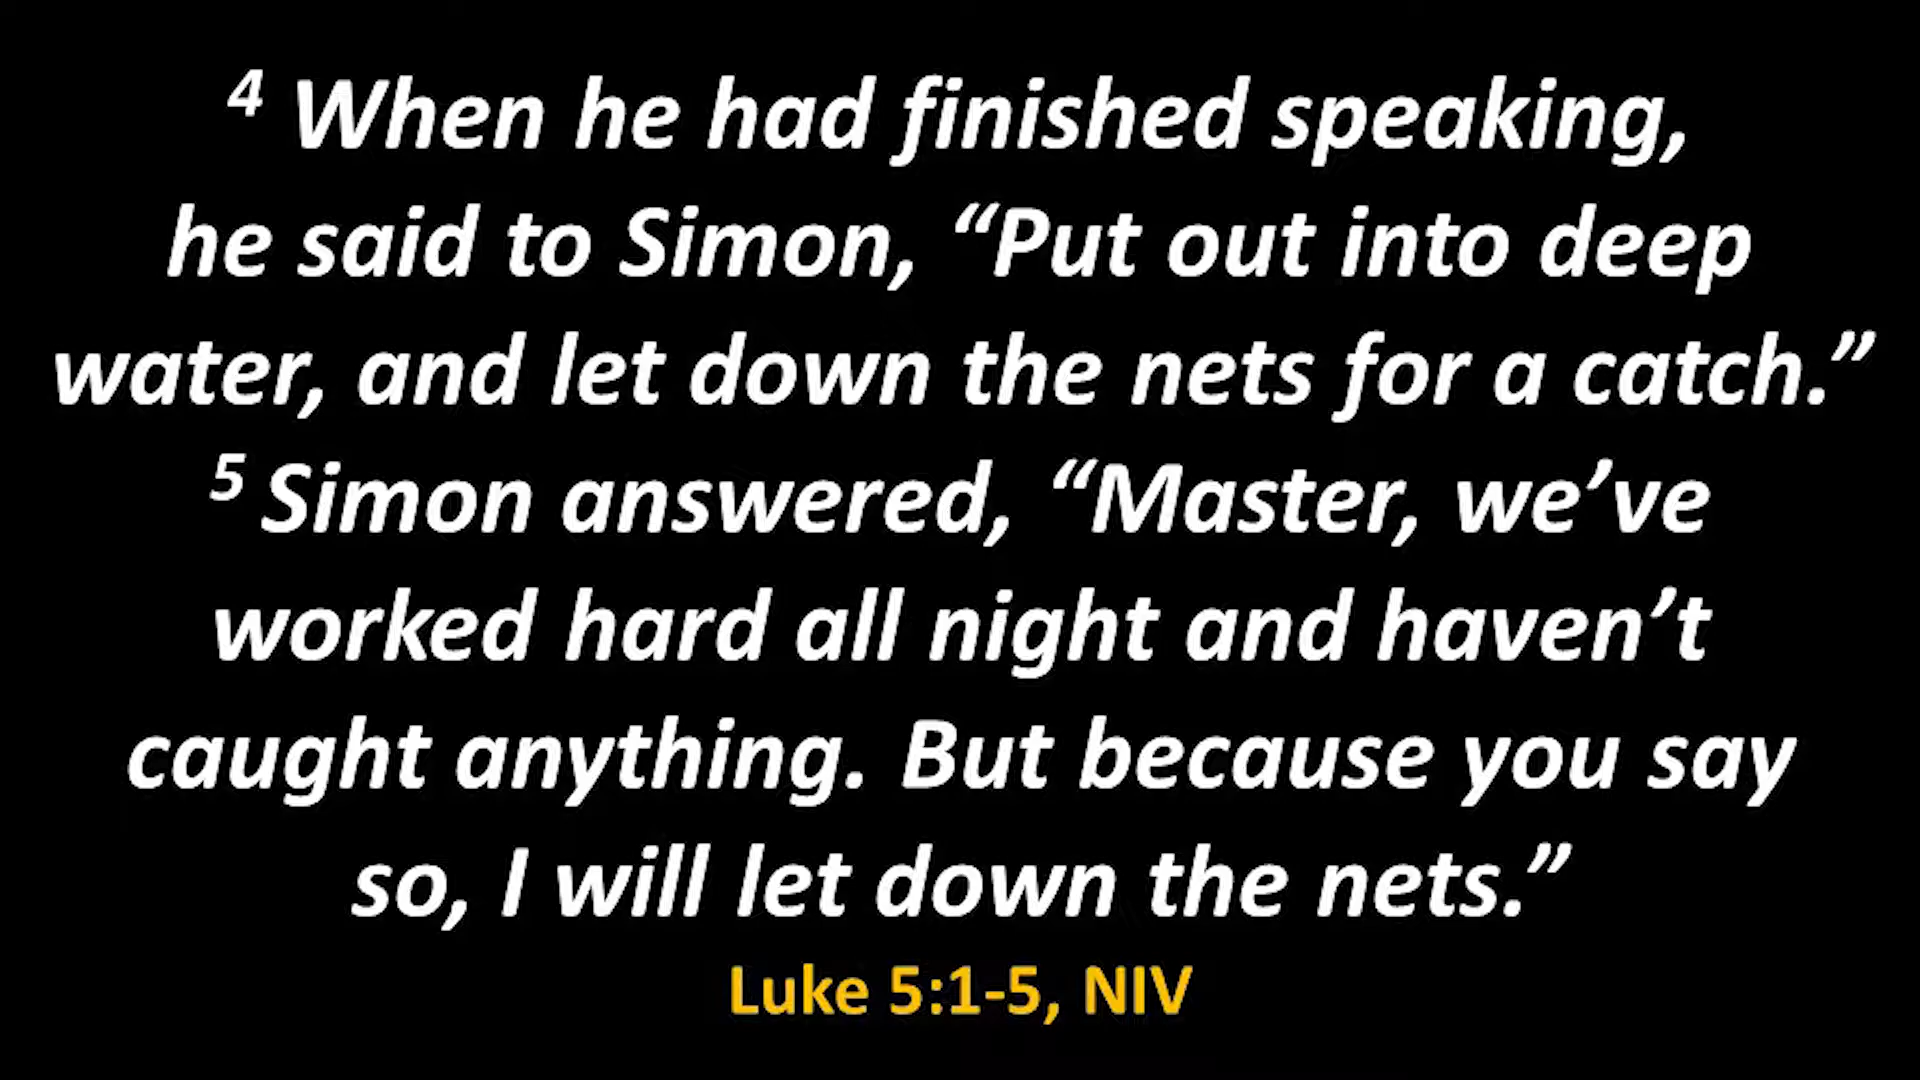 4 When he had finished speaking,
he said to Simon, “Put out into deep
water, and let down the nets for a catch.”
5 Simon answered, “Master, we’ve
worked hard all night and haven’t
caught anything. But because you say
so, I will let down the nets.”
Luke 5:1-5, NIV